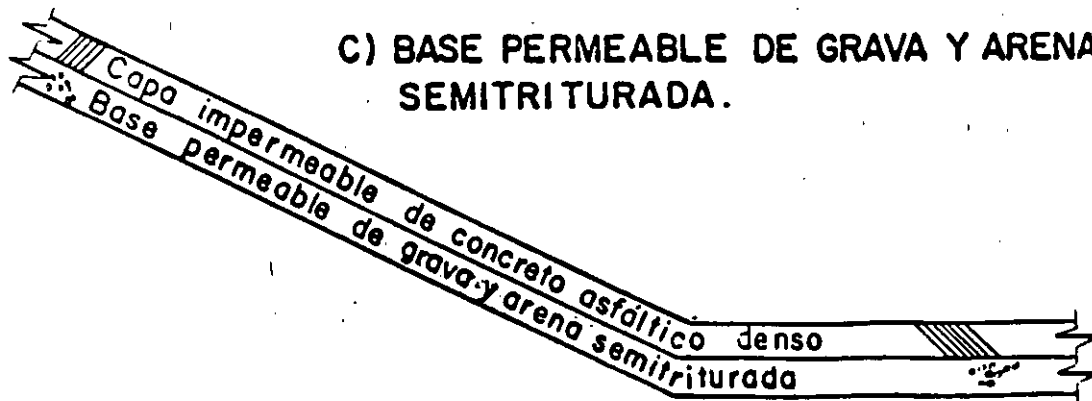 C) BASE PERMEABLE DE GRAVA Y ARENA
SEMITRITURADA.
Capa impermeable de concreto asfáltico denso
Base permeable de grava y arena semitriturada